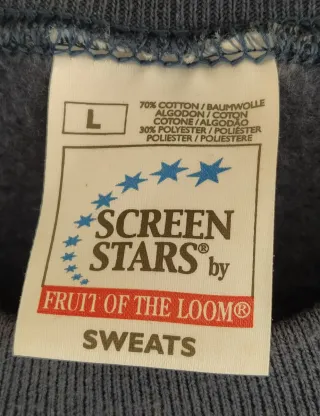 L
70% COTTON / BAUMWOLLE
ALGODON / COTON
COTONE / ALGODÃO
30% POLYESTER / POLIÉSTER
POLIESTER / POLIESTERE
SCREEN
STARS® by
FRUIT OF THE LOOM®
SWEATS